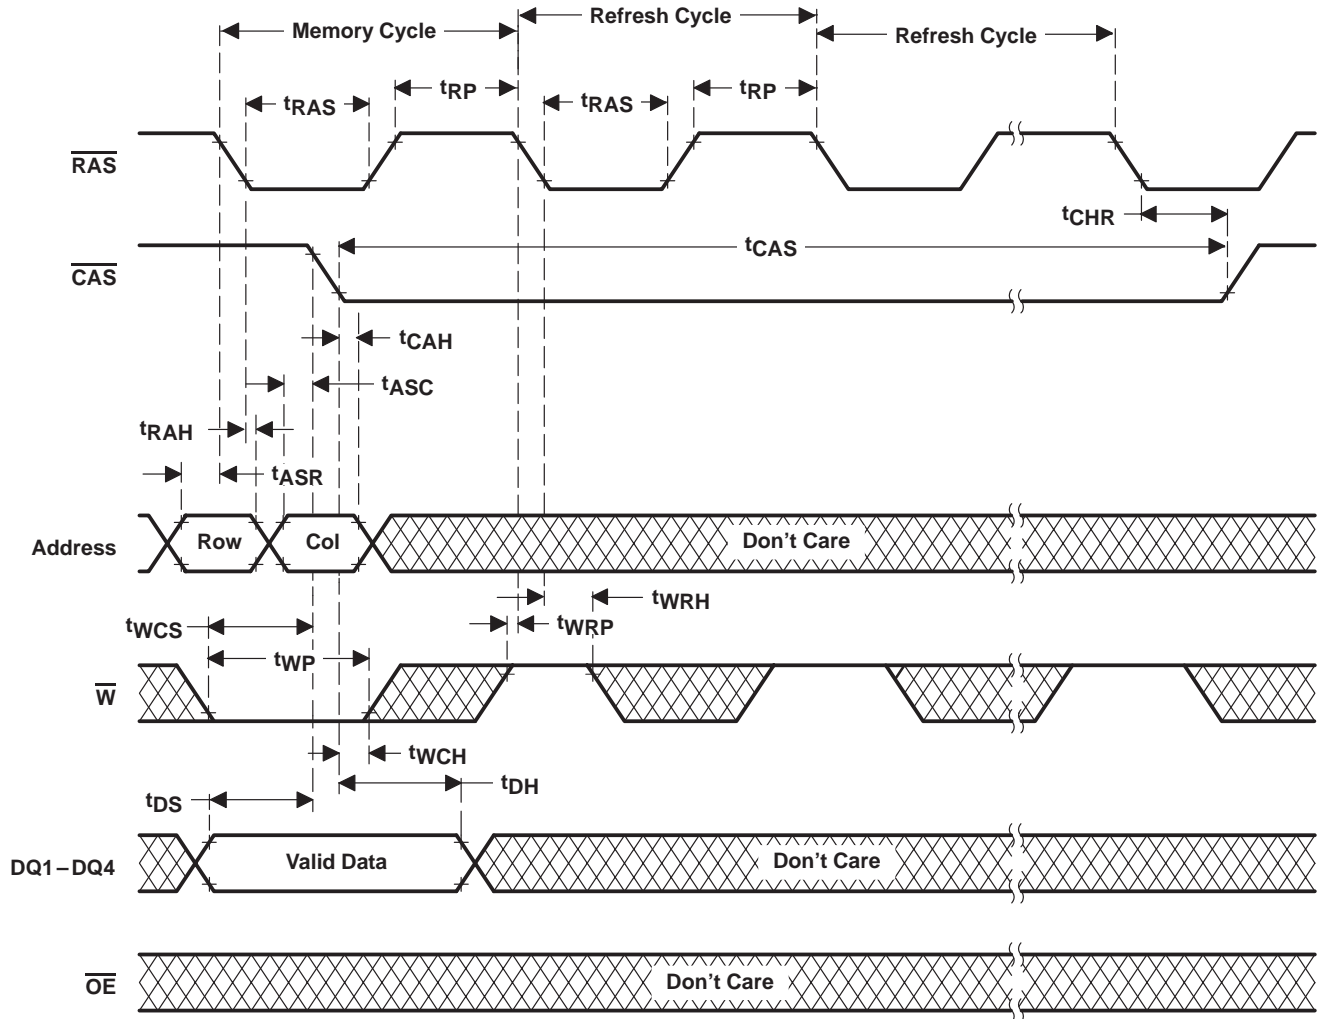 Refresh Cycle
Memory Cycle
Refresh Cycle
tRP
tRP
tRAS
tRAS
RAS
tCHR
tCAS
CAS
tCAH
tASC
tRAH
tASR
Address
Row
Col
Don't Care
tWRH
tWCS
tWRP
tWP
W
tWCH
tDH
tDS
DQ1–DQ4
Valid Data
Don't Care
OE
Don't Care